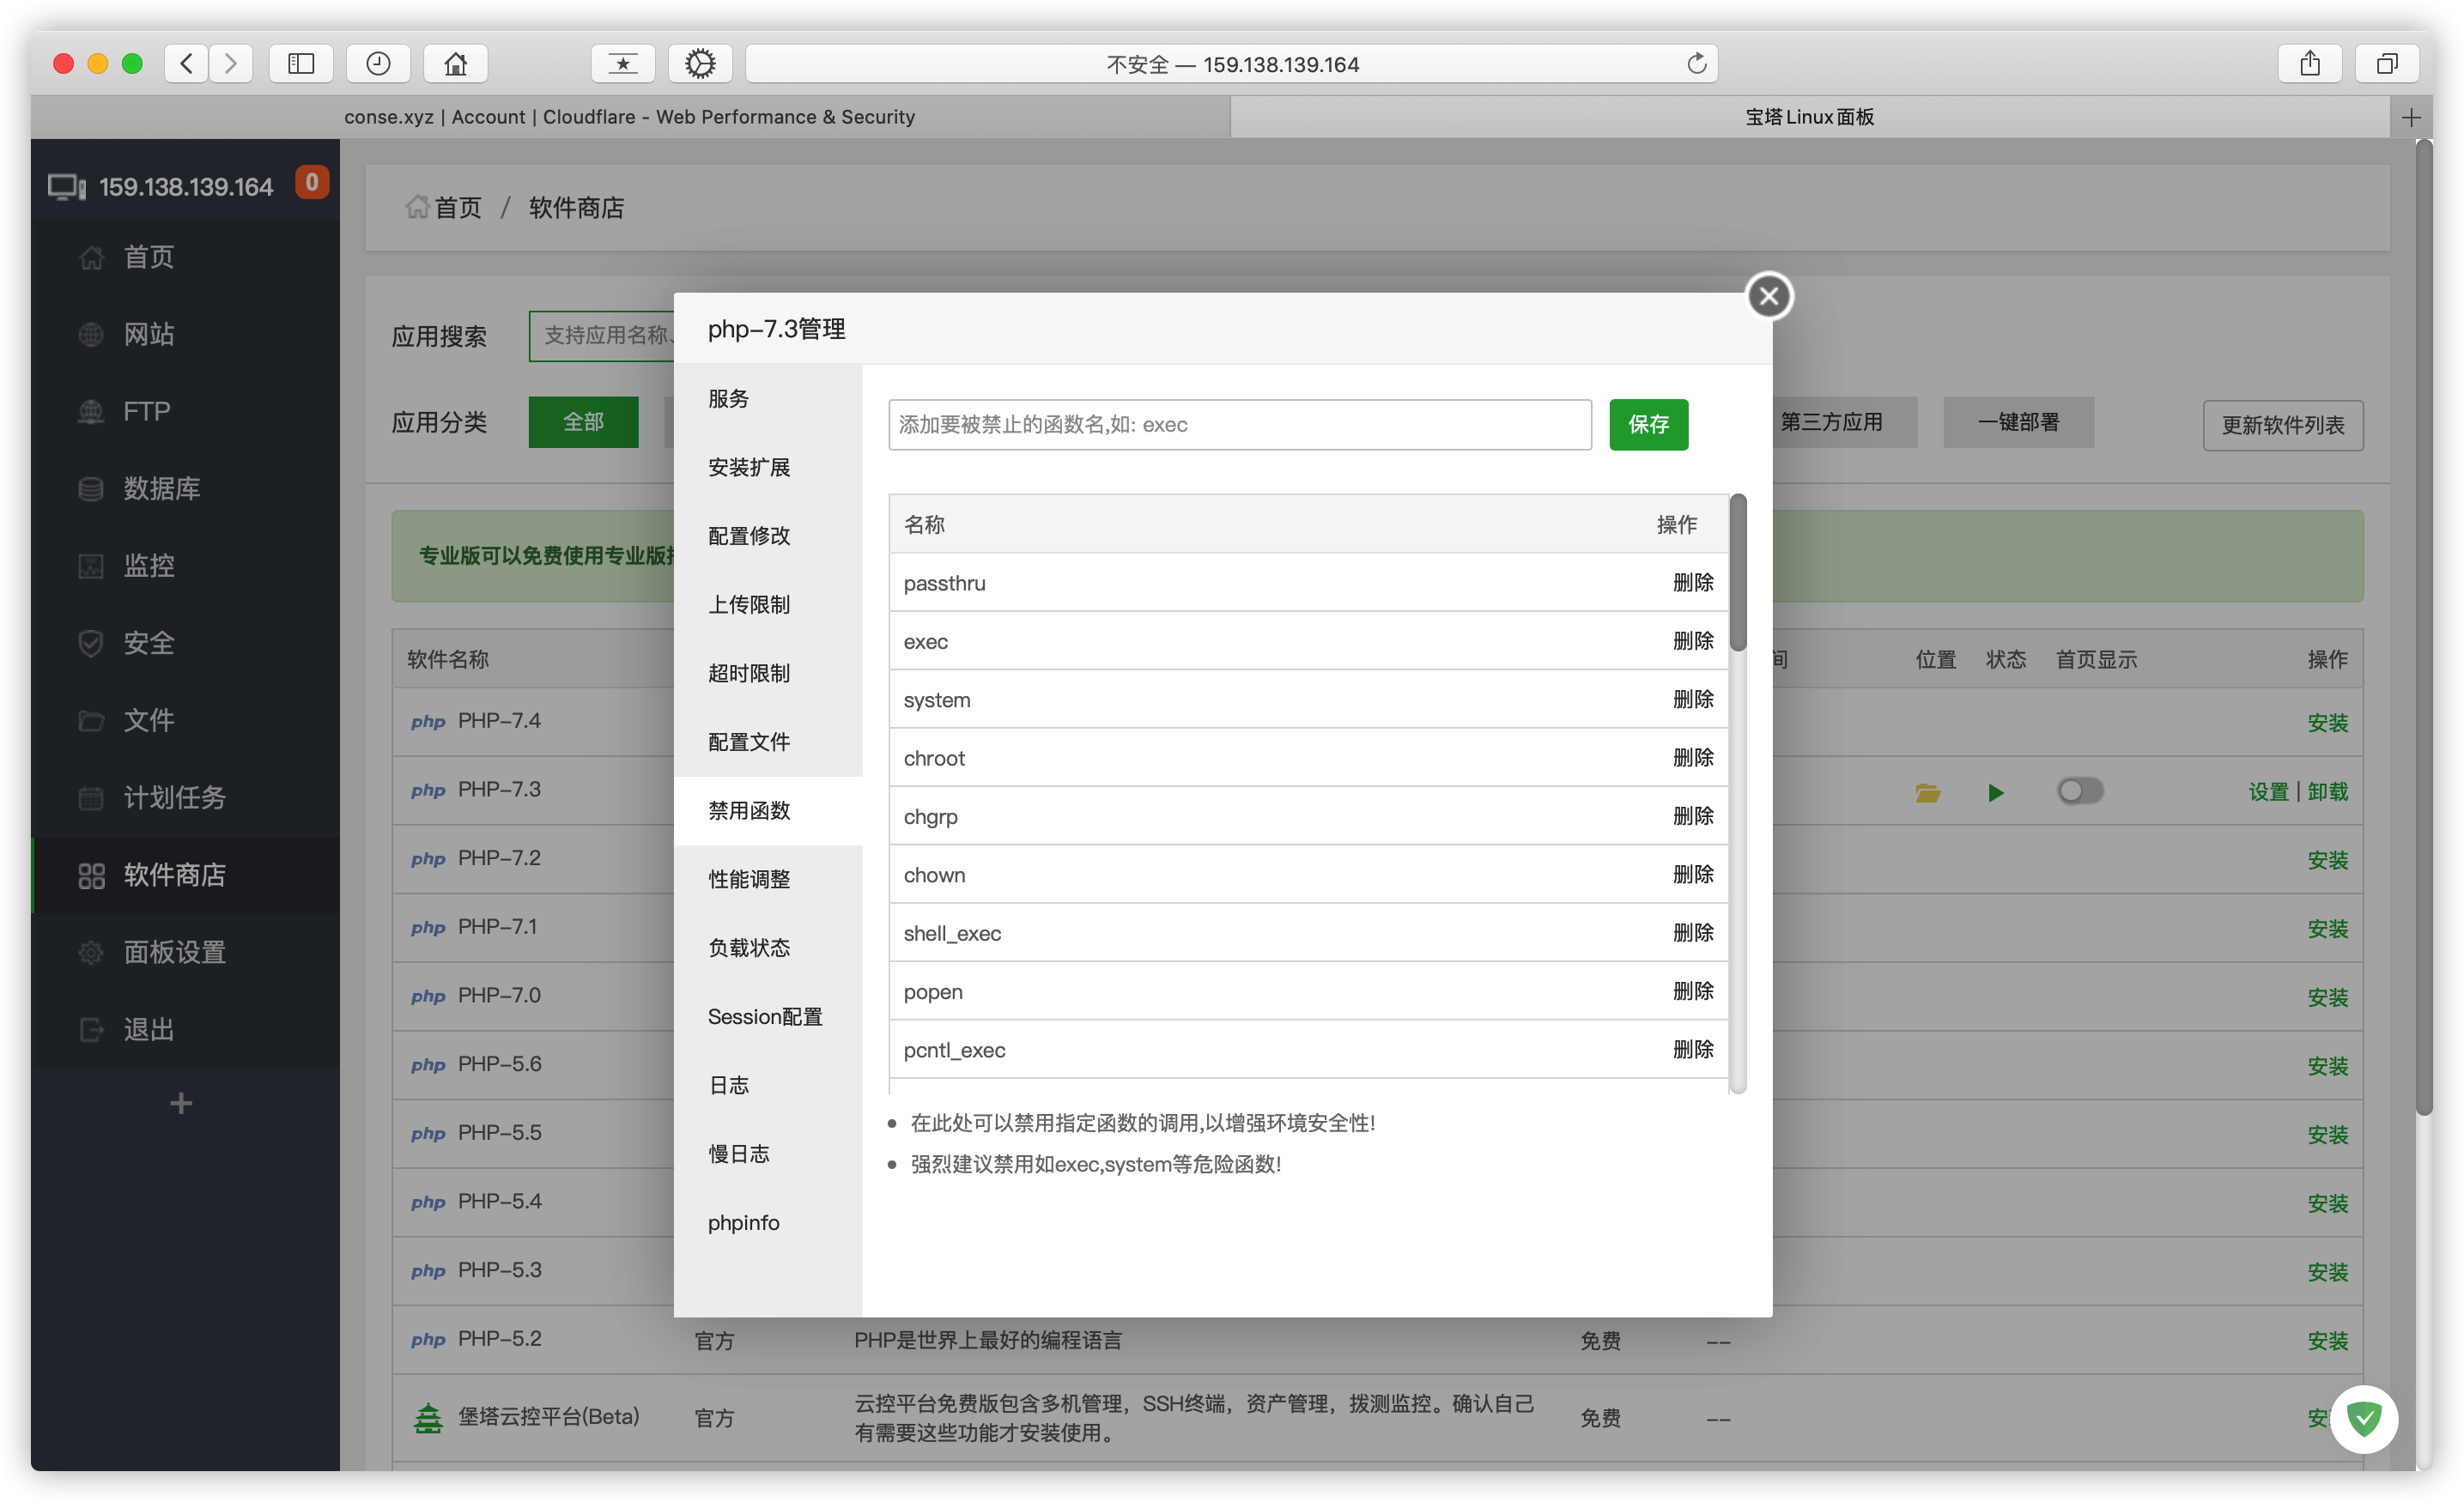 不安全 — 159.138.139.164
conse.xyz | Account | Cloudflare - Web Performance & Security
宝塔Linux面板
159.138.139.164
0
首页
网站
FTP
数据库
监控
安全
文件
计划任务
软件商店
面板设置
退出
首页 / 软件商店
应用搜索
支持应用名称、
应用分类
全部
第三方应用
一键部署
更新软件列表
专业版可以免费使用专业版
软件名称
位置 状态 首页显示 操作
php PHP-7.4 安装
php PHP-7.3 设置 | 卸载
php PHP-7.2 安装
php PHP-7.1 安装
php PHP-7.0 安装
php PHP-5.6 安装
php PHP-5.5 安装
php PHP-5.4 安装
php PHP-5.3 安装
php PHP-5.2 官方 PHP是世界上最好的编程语言 免费 -- 安装
堡塔云控平台(Beta) 官方 云控平台免费版包含多机管理，SSH终端，资产管理，拨测监控。确认自己
有需要这些功能才安装使用。 免费 --
php-7.3管理
服务
安装扩展
配置修改
上传限制
超时限制
配置文件
禁用函数
性能调整
负载状态
Session配置
日志
慢日志
phpinfo
添加要被禁止的函数名,如: exec
保存
名称 操作
passthru 删除
exec 删除
system 删除
chroot 删除
chgrp 删除
chown 删除
shell_exec 删除
popen 删除
pcntl_exec 删除
在此处可以禁用指定函数的调用,以增强环境安全性!
强烈建议禁用如exec,system等危险函数!